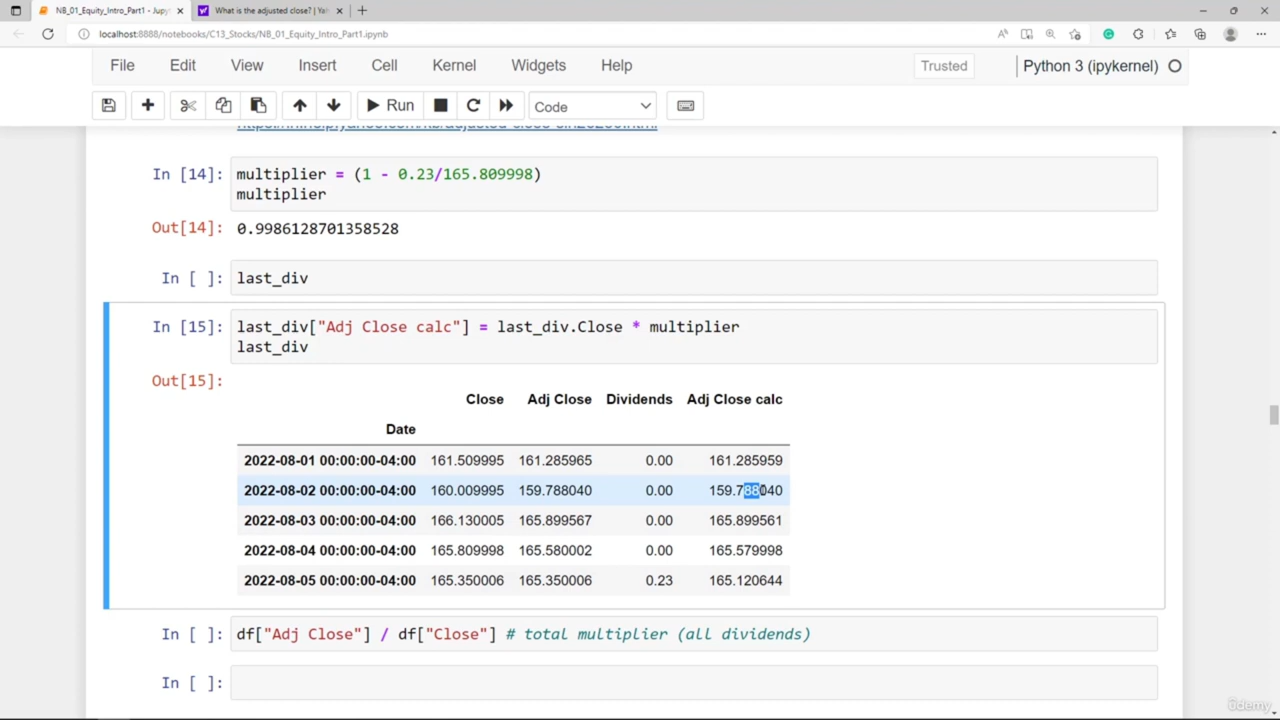 NB_01_Equity_Intro_Part1 - Jupyt
What is the adjusted close? | Yah
localhost:8888/notebooks/C13_Stocks/NB_01_Equity_Intro_Part1.ipynb
File Edit View Insert Cell Kernel Widgets Help Trusted Python 3 (ipykernel)
Run Code
In [14]: multiplier = (1 - 0.23/165.809998)
multiplier
Out[14]: 0.9986128701358528
In [ ]: last_div
In [15]: last_div["Adj Close calc"] = last_div.Close * multiplier
last_div
Out[15]:
Close Adj Close Dividends Adj Close calc
Date
2022-08-01 00:00:00-04:00 161.509995 161.285965 0.00 161.285959
2022-08-02 00:00:00-04:00 160.009995 159.788040 0.00 159.788040
2022-08-03 00:00:00-04:00 166.130005 165.899567 0.00 165.899561
2022-08-04 00:00:00-04:00 165.809998 165.580002 0.00 165.579998
2022-08-05 00:00:00-04:00 165.350006 165.350006 0.23 165.120644
In [ ]: df["Adj Close"] / df["Close"] # total multiplier (all dividends)
In [ ]:
Udemy